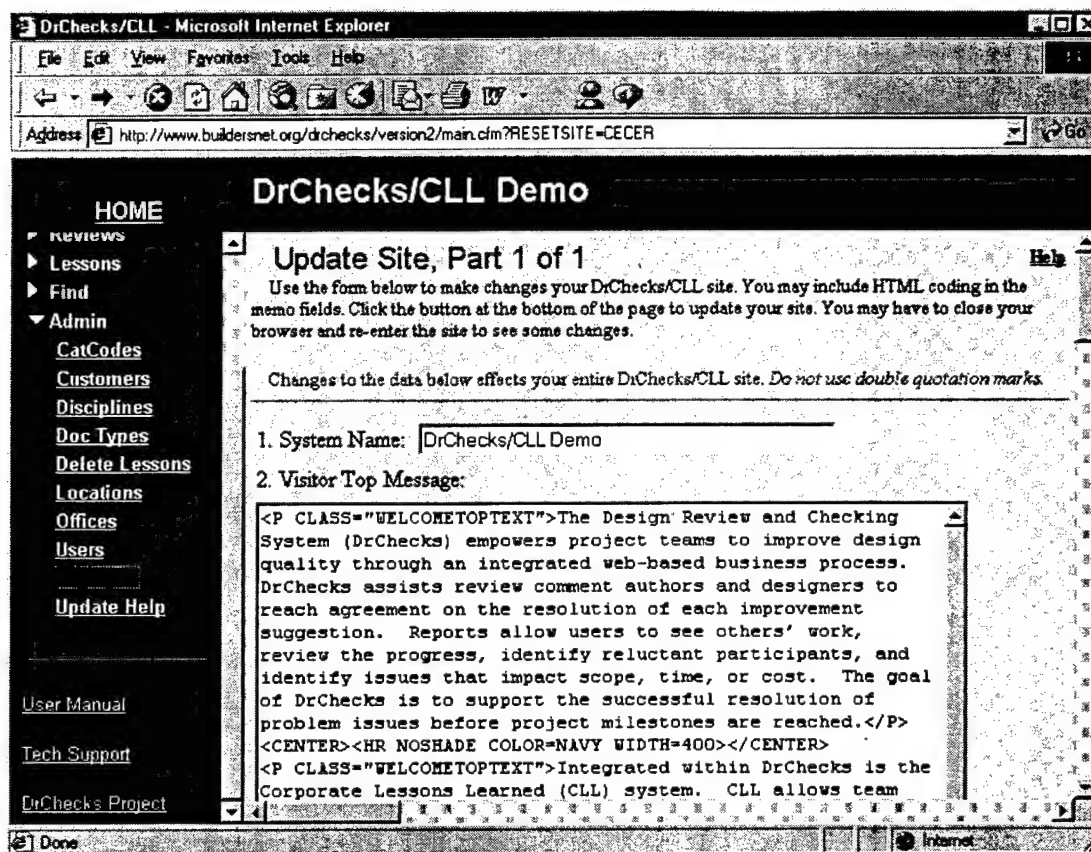 DrChecks/CLL - Microsoft Internet Explorer
File Edit View Favorites Tools Help
Address http://www.buildersnet.org/drchecks/version2/main.cfm?RESETSITE=CECER Go
DrChecks/CLL Demo
HOME
Reviews
Lessons
Find
Admin
CatCodes
Customers
Disciplines
Doc Types
Delete Lessons
Locations
Offices
Users
Update Help
User Manual
Tech Support
DrChecks Project
Update Site, Part 1 of 1
Help
Use the form below to make changes your DrChecks/CLL site. You may include HTML coding in the
memo fields. Click the button at the bottom of the page to update your site. You may have to close your
browser and re-enter the site to see some changes.
Changes to the data below effects your entire DrChecks/CLL site. Do not use double quotation marks.
1. System Name: DrChecks/CLL Demo
2. Visitor Top Message:
<P CLASS="WELCOMETOPTEXT">The Design Review and Checking
System (DrChecks) empowers project teams to improve design
quality through an integrated web-based business process.
DrChecks assists review comment authors and designers to
reach agreement on the resolution of each improvement
suggestion.  Reports allow users to see others' work,
review the progress, identify reluctant participants, and
identify issues that impact scope, time, or cost.  The goal
of DrChecks is to support the successful resolution of
problem issues before project milestones are reached.</P>
<CENTER><HR NOSHADE COLOR=NAVY WIDTH=400></CENTER>
<P CLASS="WELCOMETOPTEXT">Integrated within DrChecks is the
Corporate Lessons Learned (CLL) system.  CLL allows team
Done
Internet